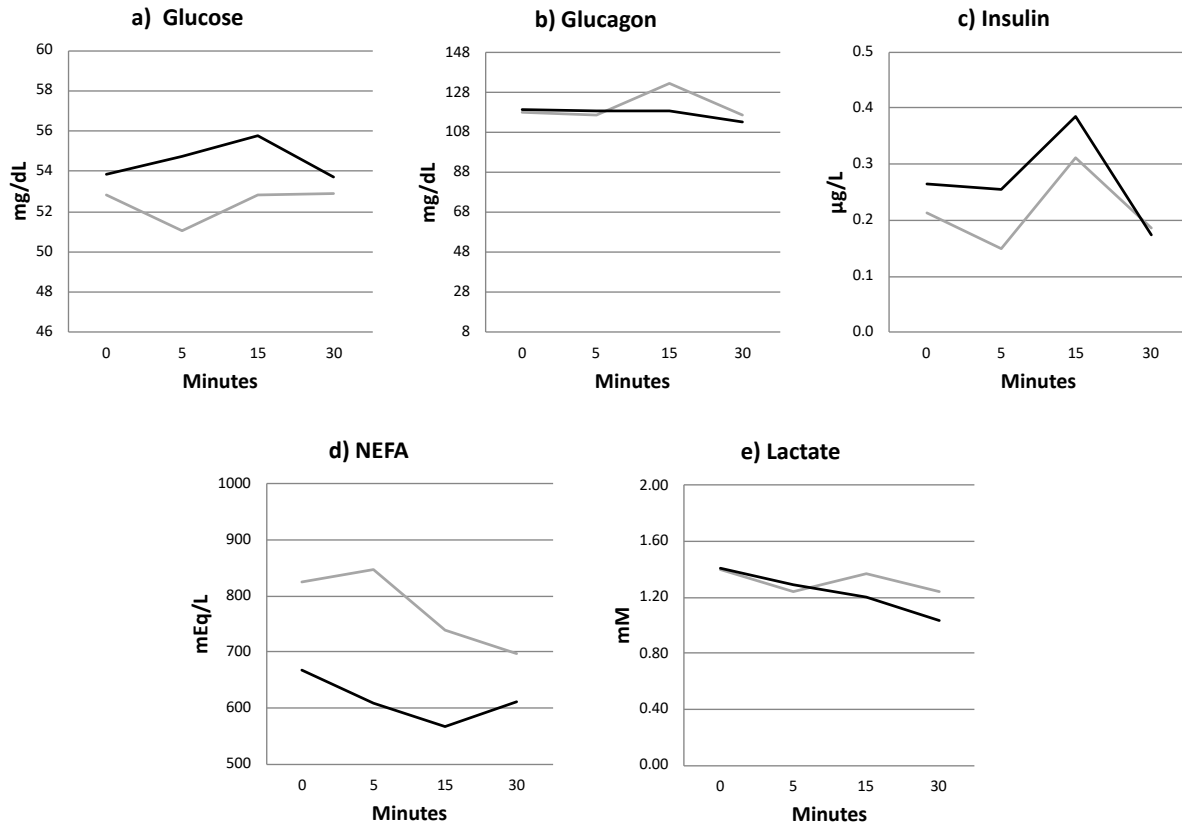 a) Glucose
60
58
56
54
52
50
48
46
mg/dL
0 5 15 30
Minutes
b) Glucagon
148
128
108
88
68
48
28
8
mg/dL
0 5 15 30
Minutes
c) Insulin
0.5
0.4
0.3
0.2
0.1
0.0
µg/L
0 5 15 30
Minutes
d) NEFA
1000
900
800
700
600
500
mEq/L
0 5 15 30
Minutes
e) Lactate
2.00
1.60
1.20
0.80
0.40
0.00
mM
0 5 15 30
Minutes